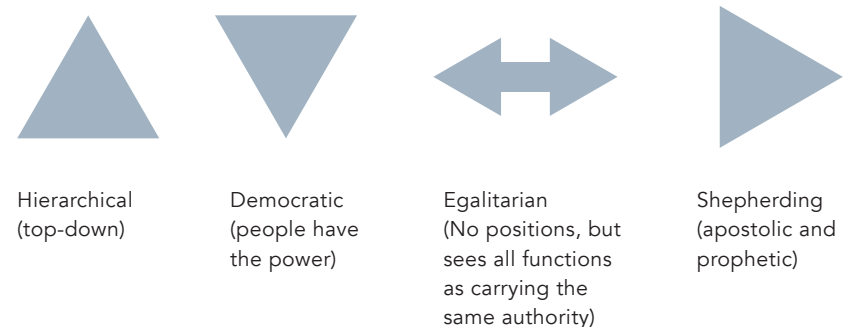 Hierarchical
(top-down)
Democratic
(people have
the power)
Egalitarian
(No positions, but
sees all functions
as carrying the
same authority)
Shepherding
(apostolic and
prophetic)